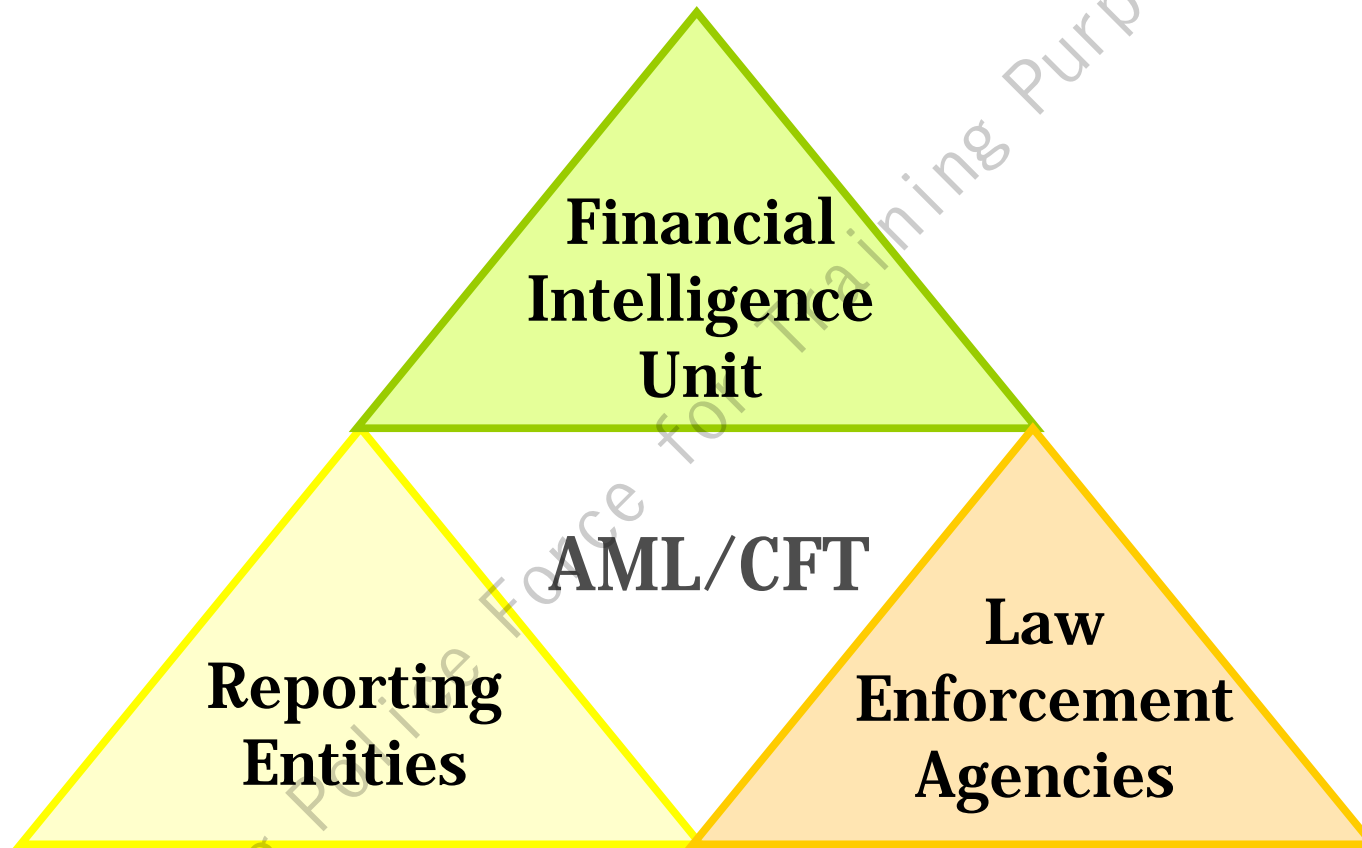 Financial
Intelligence
Unit
AML/CFT
Reporting
Entities
Law
Enforcement
Agencies
Police Force for Training